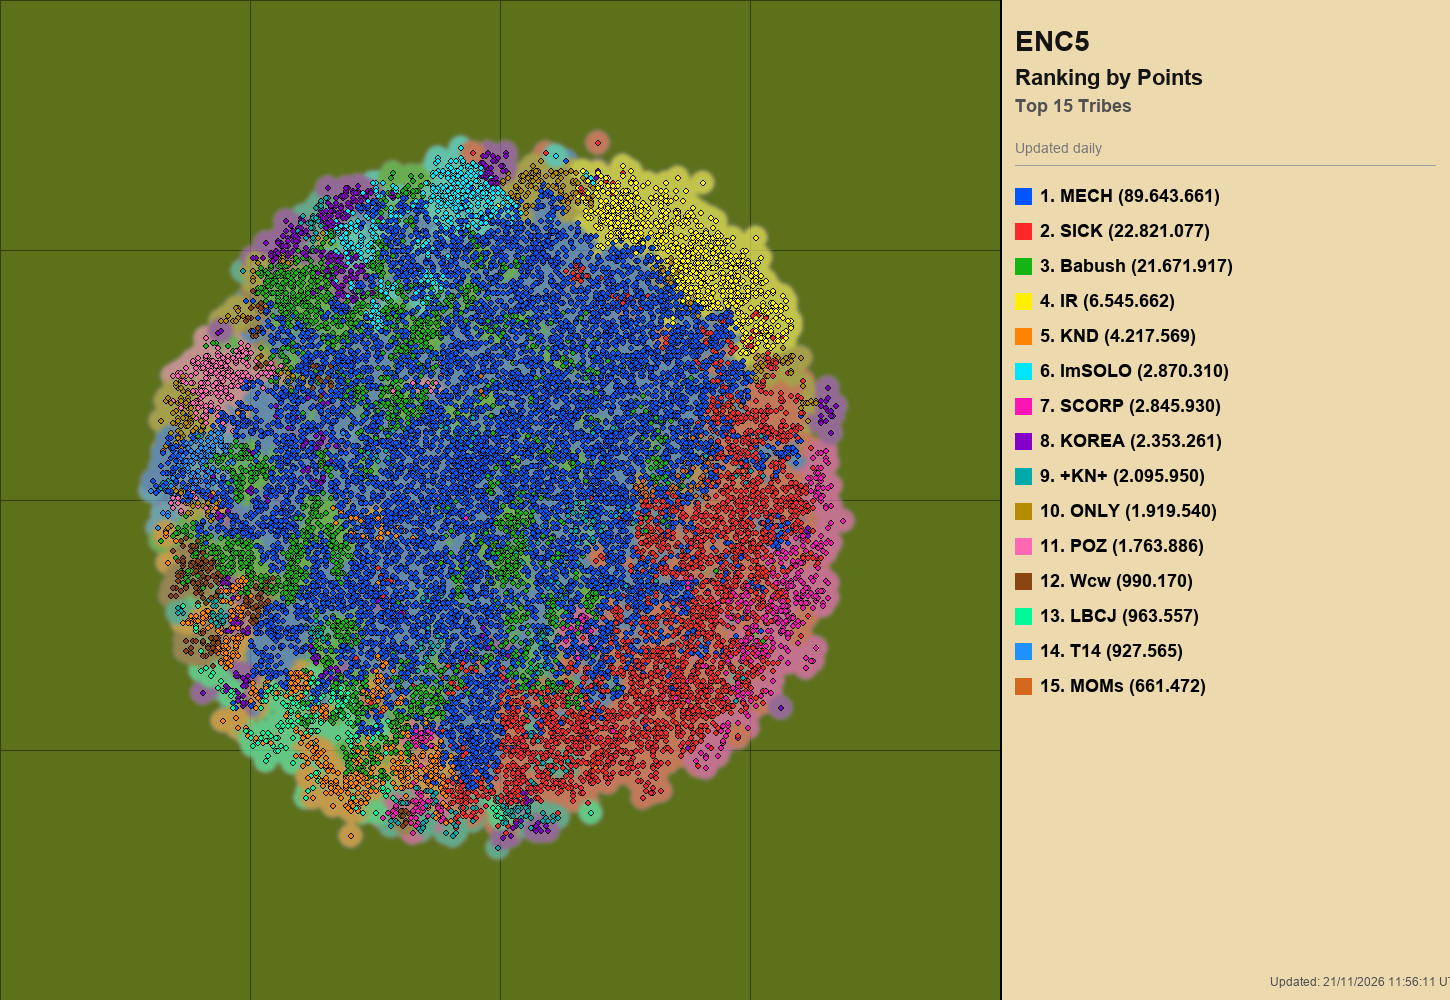 ENC5
Ranking by Points
Top 15 Tribes
Updated daily
1. MECH (89.643.661)
2. SICK (22.821.077)
3. Babush (21.671.917)
4. IR (6.545.662)
5. KND (4.217.569)
6. ImSOLO (2.870.310)
7. SCORP (2.845.930)
8. KOREA (2.353.261)
9. +KN+ (2.095.950)
10. ONLY (1.919.540)
11. POZ (1.763.886)
12. Wcw (990.170)
13. LBCJ (963.557)
14. T14 (927.565)
15. MOMs (661.472)
Updated: 21/11/2026 11:56:11 U